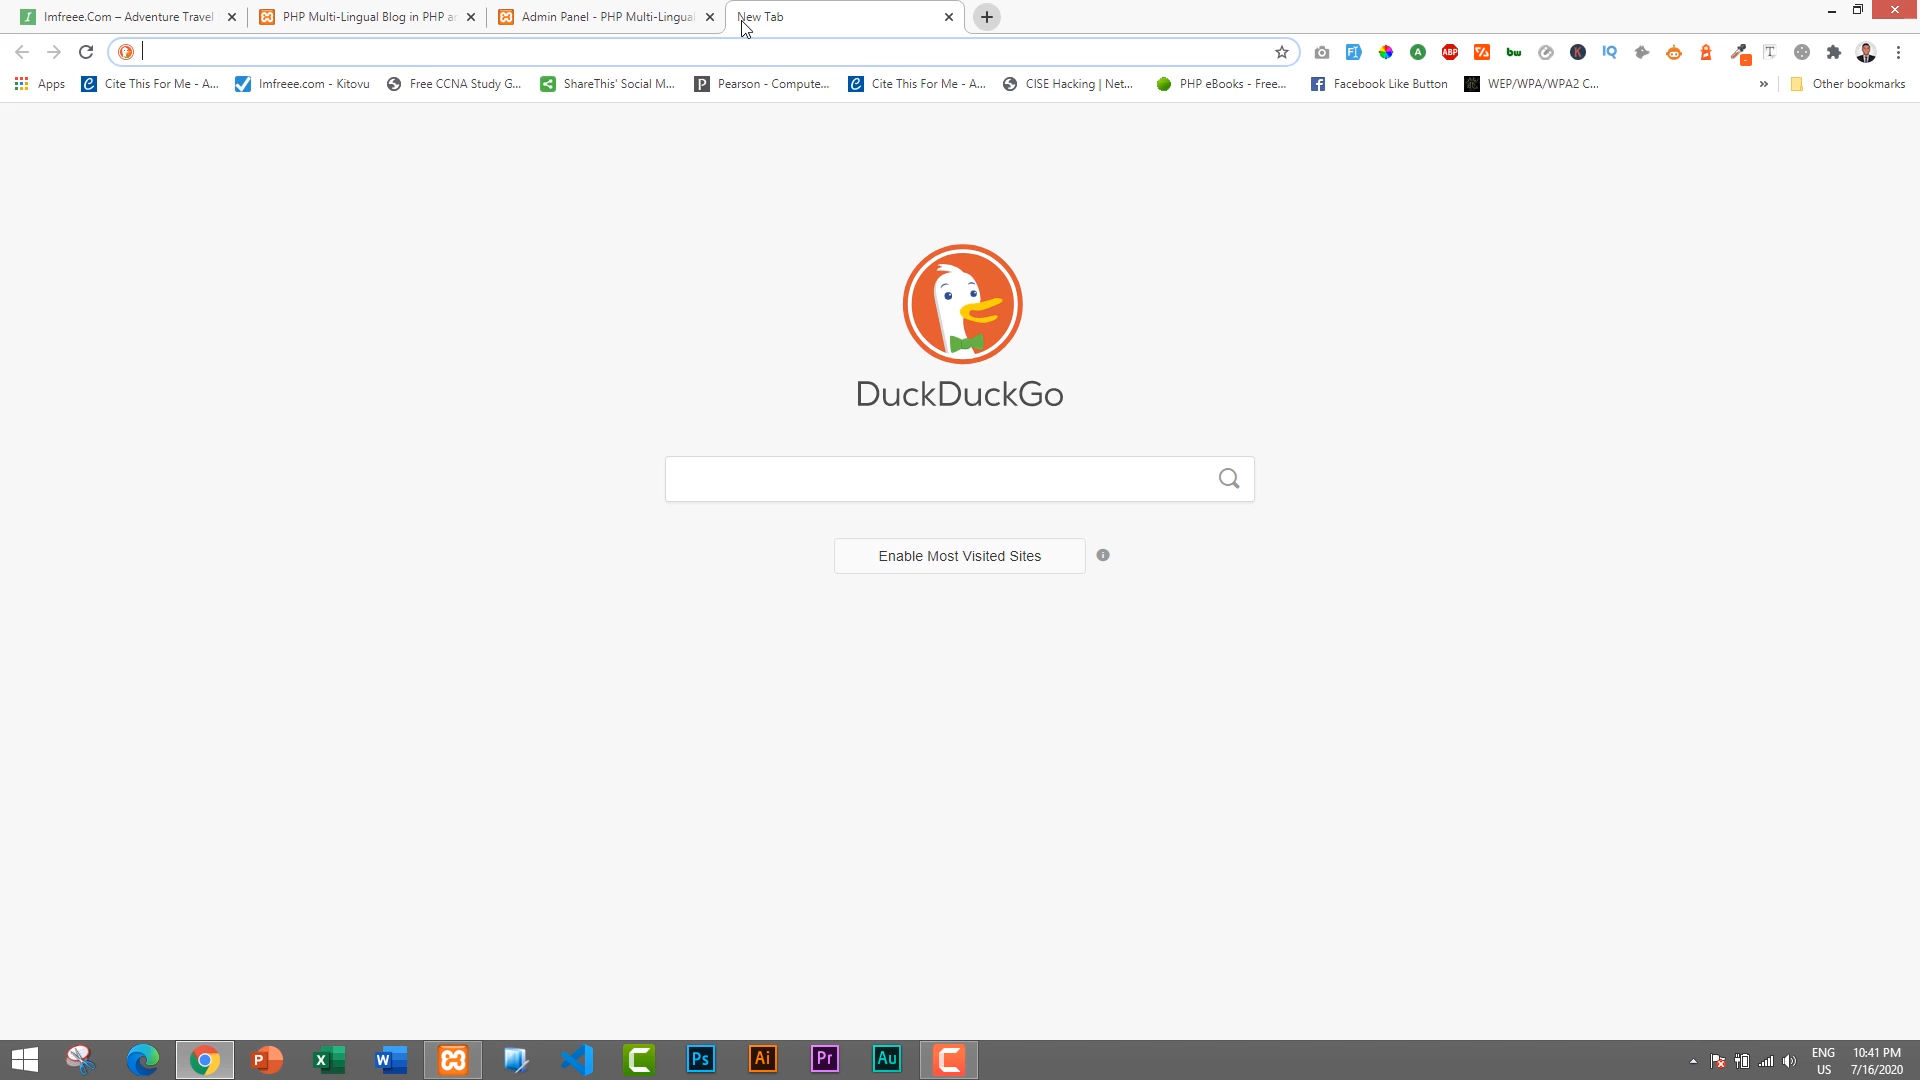 Imfreee.Com – Adventure Travel
PHP Multi-Lingual Blog in PHP ar
Admin Panel - PHP Multi-Lingual
New Tab
Apps
Cite This For Me - A...
Imfreee.com - Kitovu
Free CCNA Study G...
ShareThis' Social M...
Pearson - Compute...
Cite This For Me - A...
CISE Hacking | Net...
PHP eBooks - Free...
Facebook Like Button
WEP/WPA/WPA2 C...
Other bookmarks
DuckDuckGo
Enable Most Visited Sites
ENG
US
10:41 PM
7/16/2020